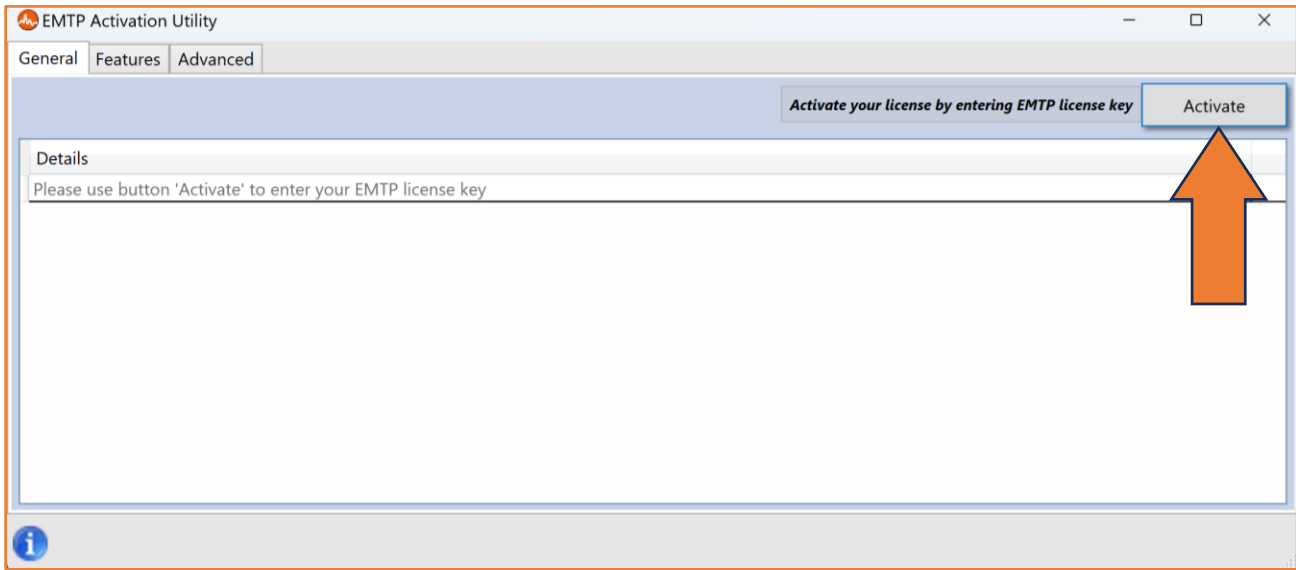 EMTP Activation Utility
General Features Advanced
Activate your license by entering EMTP license key Activate
Details
Please use button 'Activate' to enter your EMTP license key